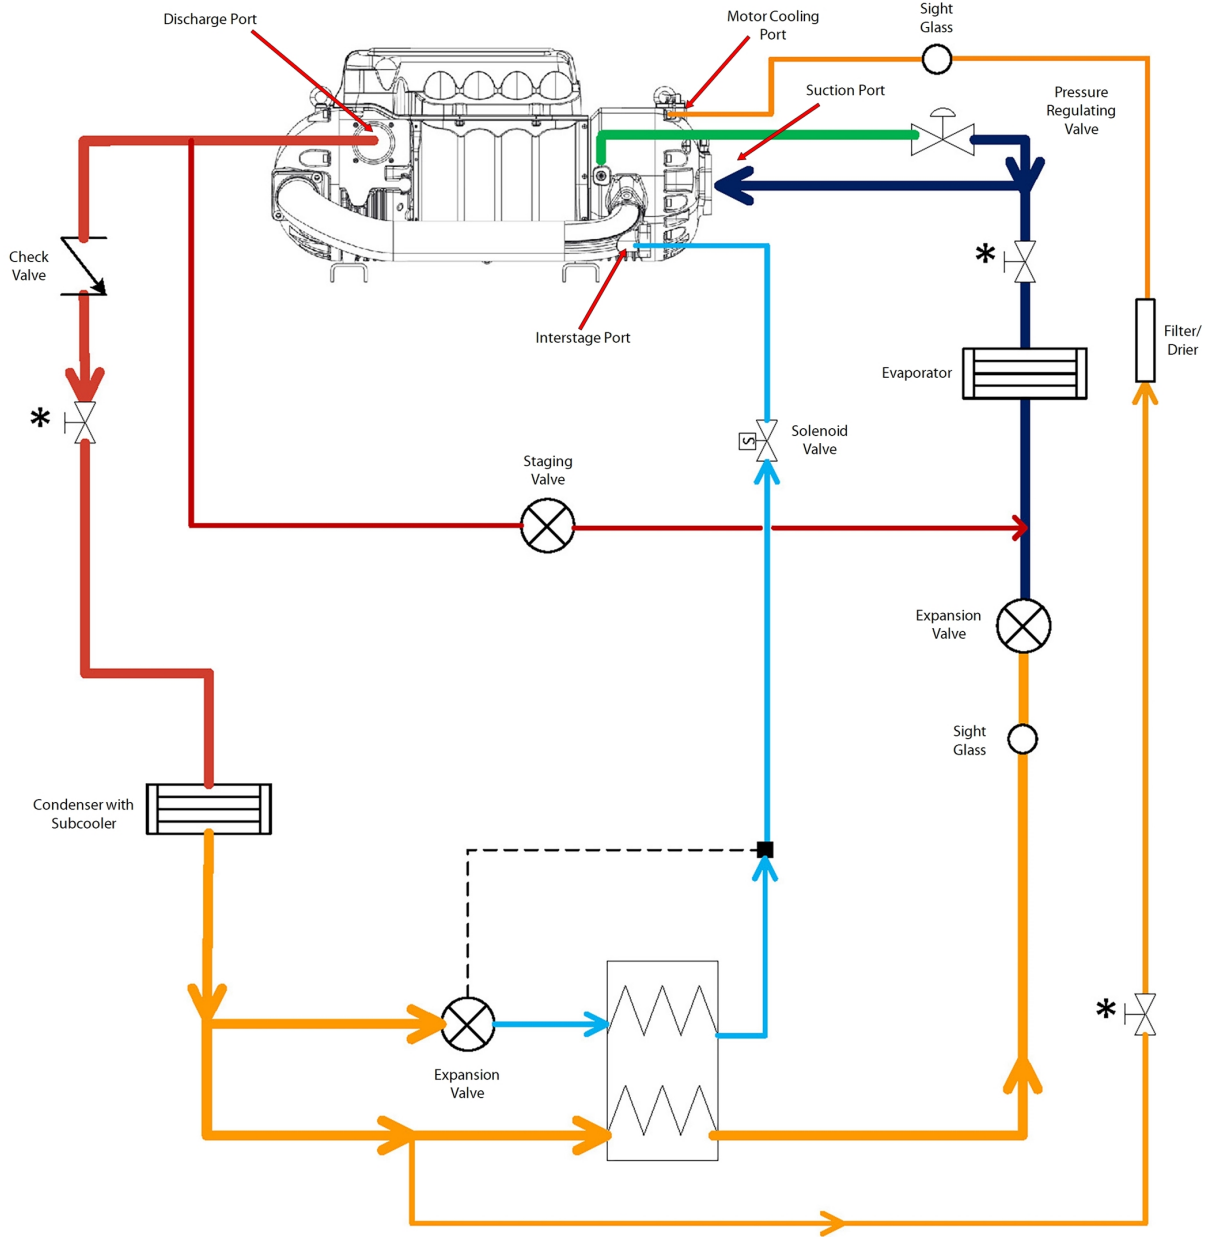 Discharge Port
Motor Cooling
Port
Sight
Glass
Suction Port
Pressure
Regulating
Valve
Check
Valve
*
Interstage Port
*
Evaporator
Filter/
Drier
Staging
Valve
S
Solenoid
Valve
Expansion
Valve
Sight
Glass
Condenser with
Subcooler
*
Expansion
Valve